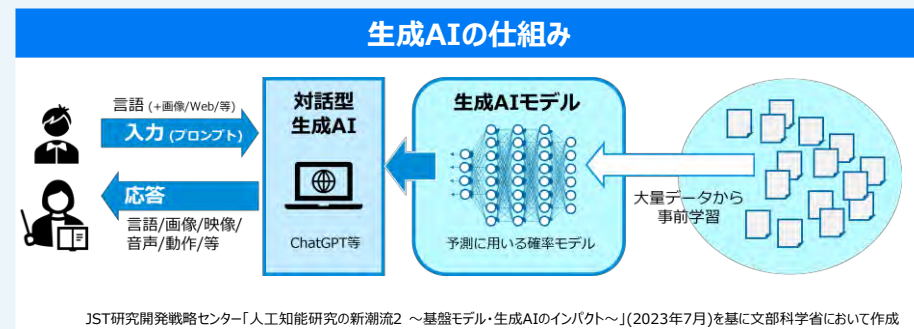 生成AIの仕組み
言語 (+画像/Web/等)
入力 (プロンプト)
応答
言語/画像/映像/
音声/動作/等
対話型
生成AI
ChatGPT等
生成AIモデル
予測に用いる確率モデル
大量データから
事前学習
JST研究開発戦略センター「人工知能研究の新潮流2 ～基盤モデル・生成AIのインパクト～」(2023年7月)を基に文部科学省において作成